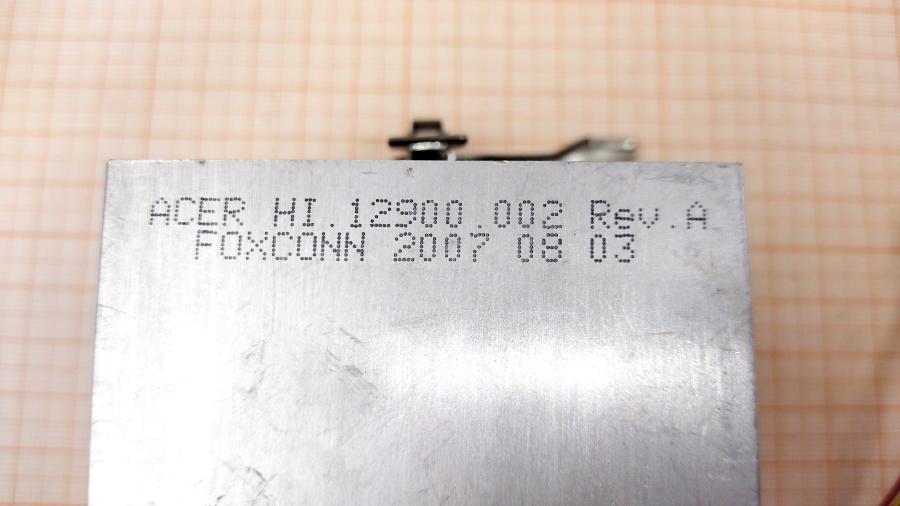 ACER HI.12900.002 Rev.A
FOXCONN 2007 08 03